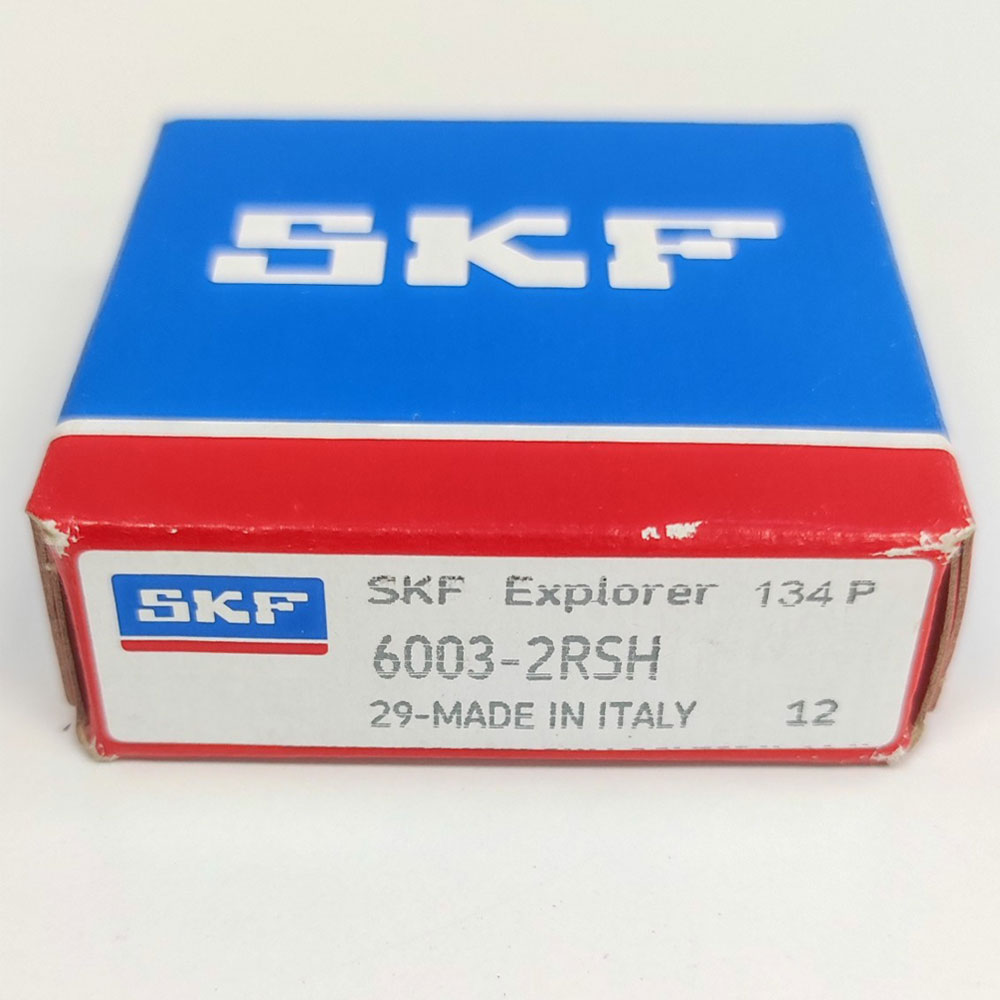 SKF
SKF
SKF Explorer 134 P
6003-2RSH
29-MADE IN ITALY 12